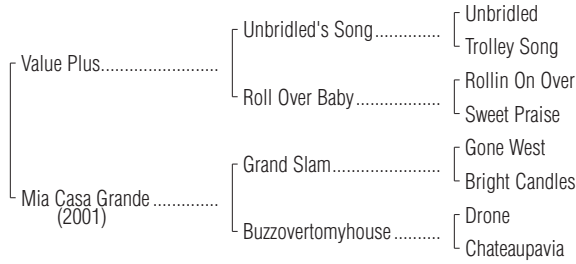 Unbridled
Unbridled's Song..............
Trolley Song
Value Plus.........................
Rollin On Over
Roll Over Baby..................
Sweet Praise
Gone West
Grand Slam.......................
Bright Candles
Mia Casa Grande..............
(2001)
Drone
Buzzovertomyhouse..........
Chateaupavia